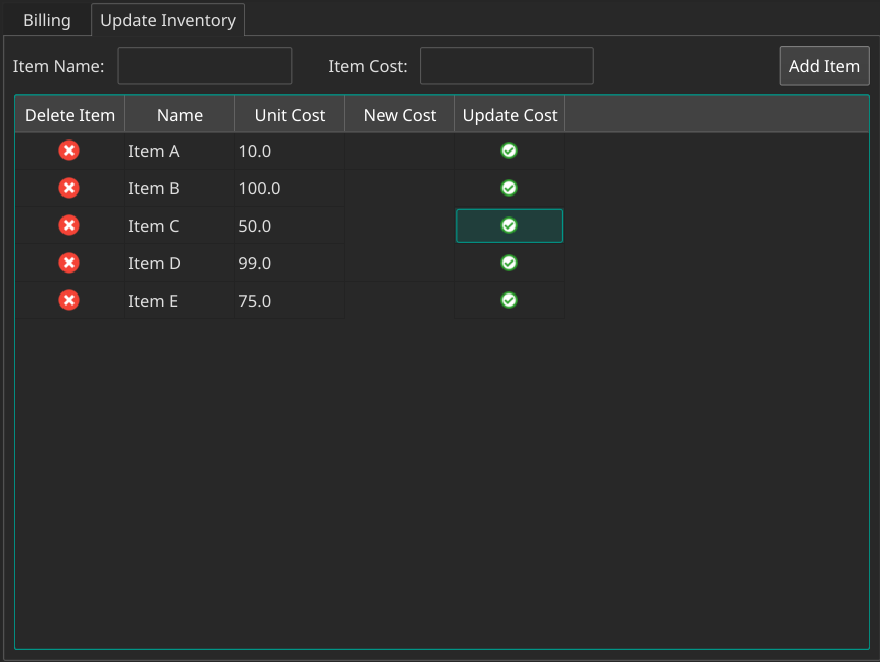 Billing Update Inventory
Item Name: Item Cost: Add Item
Delete Item Name Unit Cost New Cost Update Cost
Item A 10.0
Item B 100.0
Item C 50.0
Item D 99.0
Item E 75.0